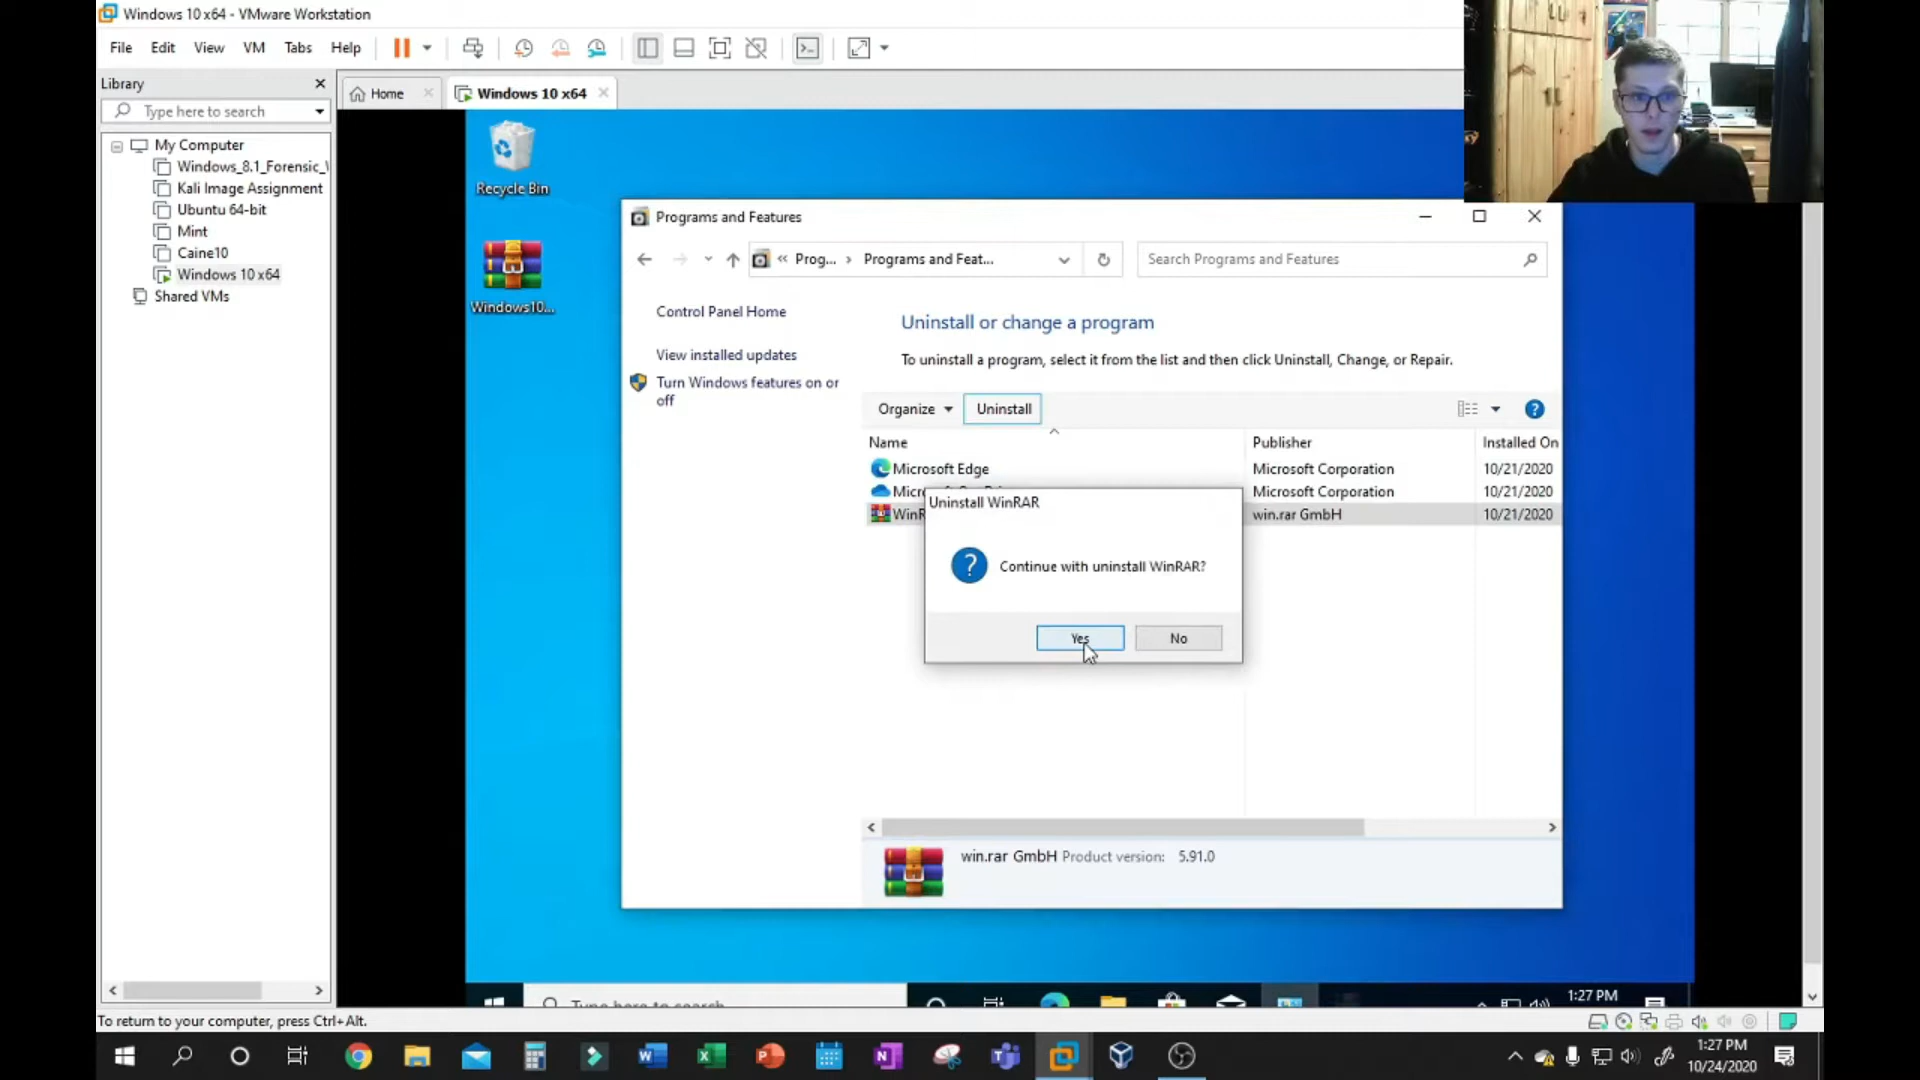 Windows 10 x64 - VMware Workstation
File Edit View VM Tabs Help
Library
Type here to search
My Computer
Windows_8.1_Forensic_
Kali Image Assignment
Ubuntu 64-bit
Mint
Caine10
Windows 10 x64
Shared VMs
Home
Windows 10 x64
Recycle Bin
Windows10...
Programs and Features
« Prog... › Programs and Feat...
Search Programs and Features
Control Panel Home
View installed updates
Turn Windows features on or
off
Uninstall or change a program
To uninstall a program, select it from the list and then click Uninstall, Change, or Repair.
Organize Uninstall
Name Publisher Installed On
Microsoft Edge Microsoft Corporation 10/21/2020
Micr Microsoft Corporation 10/21/2020
WinR win.rar GmbH 10/21/2020
Uninstall WinRAR
Continue with uninstall WinRAR?
Yes No
win.rar GmbH Product version: 5.91.0
Type here to search
1:27 PM
To return to your computer, press Ctrl+Alt.
1:27 PM
10/24/2020